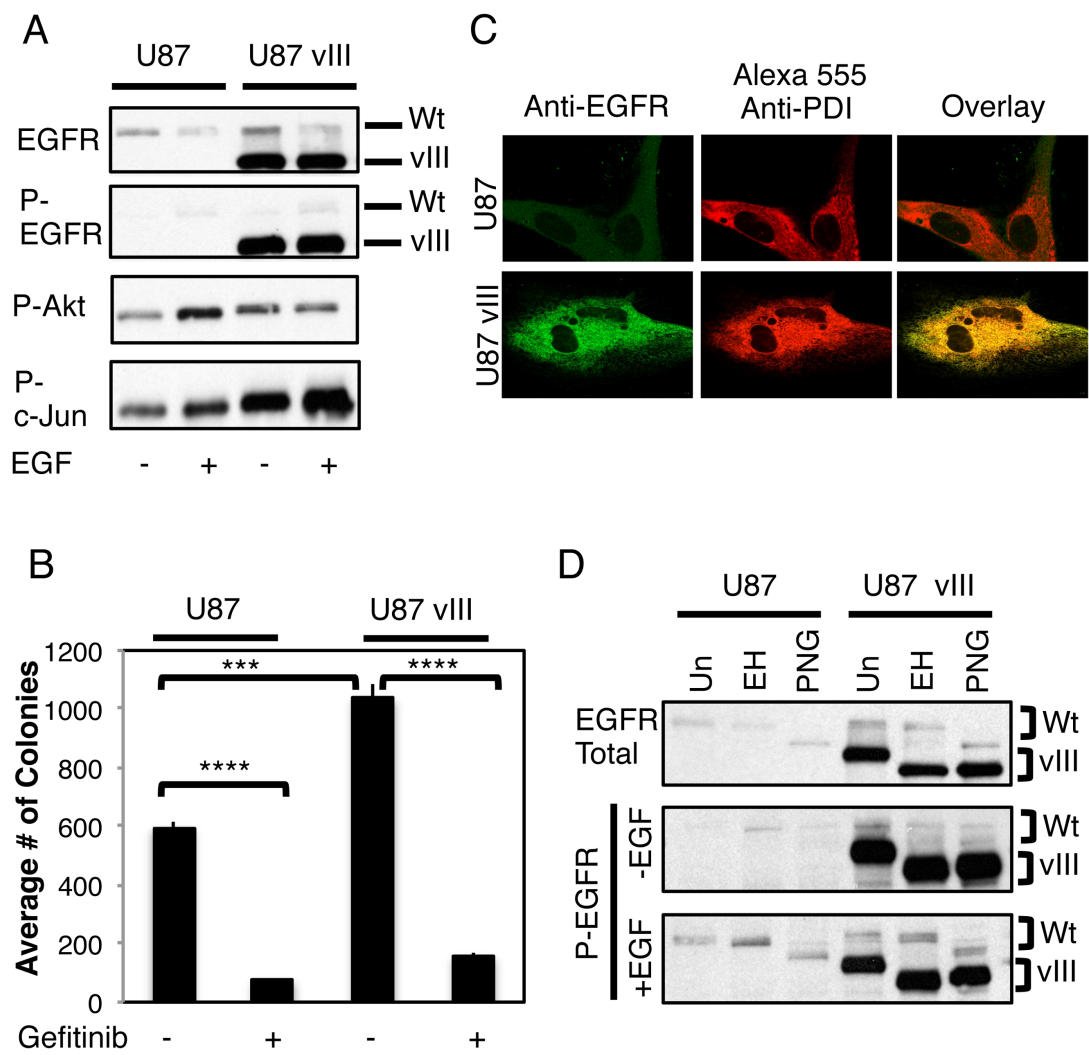 A
U87 U87 vIII
EGFR
Wt
vIII
P-
EGFR
Wt
vIII
P-Akt
P-
c-Jun
EGF - + - +
C
Anti-EGFR
Alexa 555
Anti-PDI
Overlay
U87
U87 vIII
B
U87 U87 vIII
Average # of Colonies
1200
1000
800
600
400
200
0
***
****
****
Gefitinib - + - +
D
U87 U87 vIII
Un EH PNG Un EH PNG
EGFR
Total
Wt
vIII
P-EGFR
-EGF
Wt
vIII
+EGF
Wt
vIII